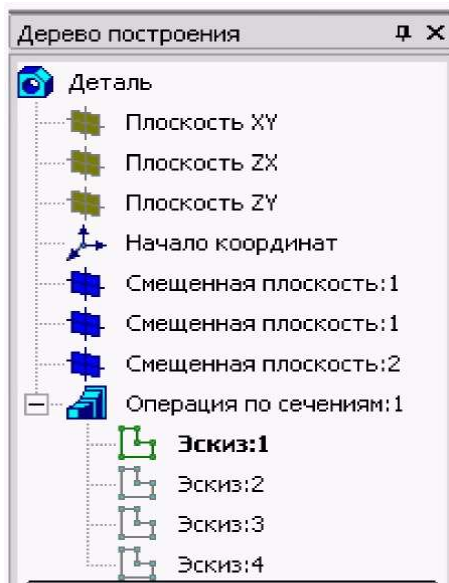 Дерево построения
Деталь
Плоскость XY
Плоскость ZX
Плоскость ZY
Начало координат
Смещенная плоскость:1
Смещенная плоскость:1
Смещенная плоскость:2
Операция по сечениям:1
Эскиз:1
Эскиз:2
Эскиз:3
Эскиз:4